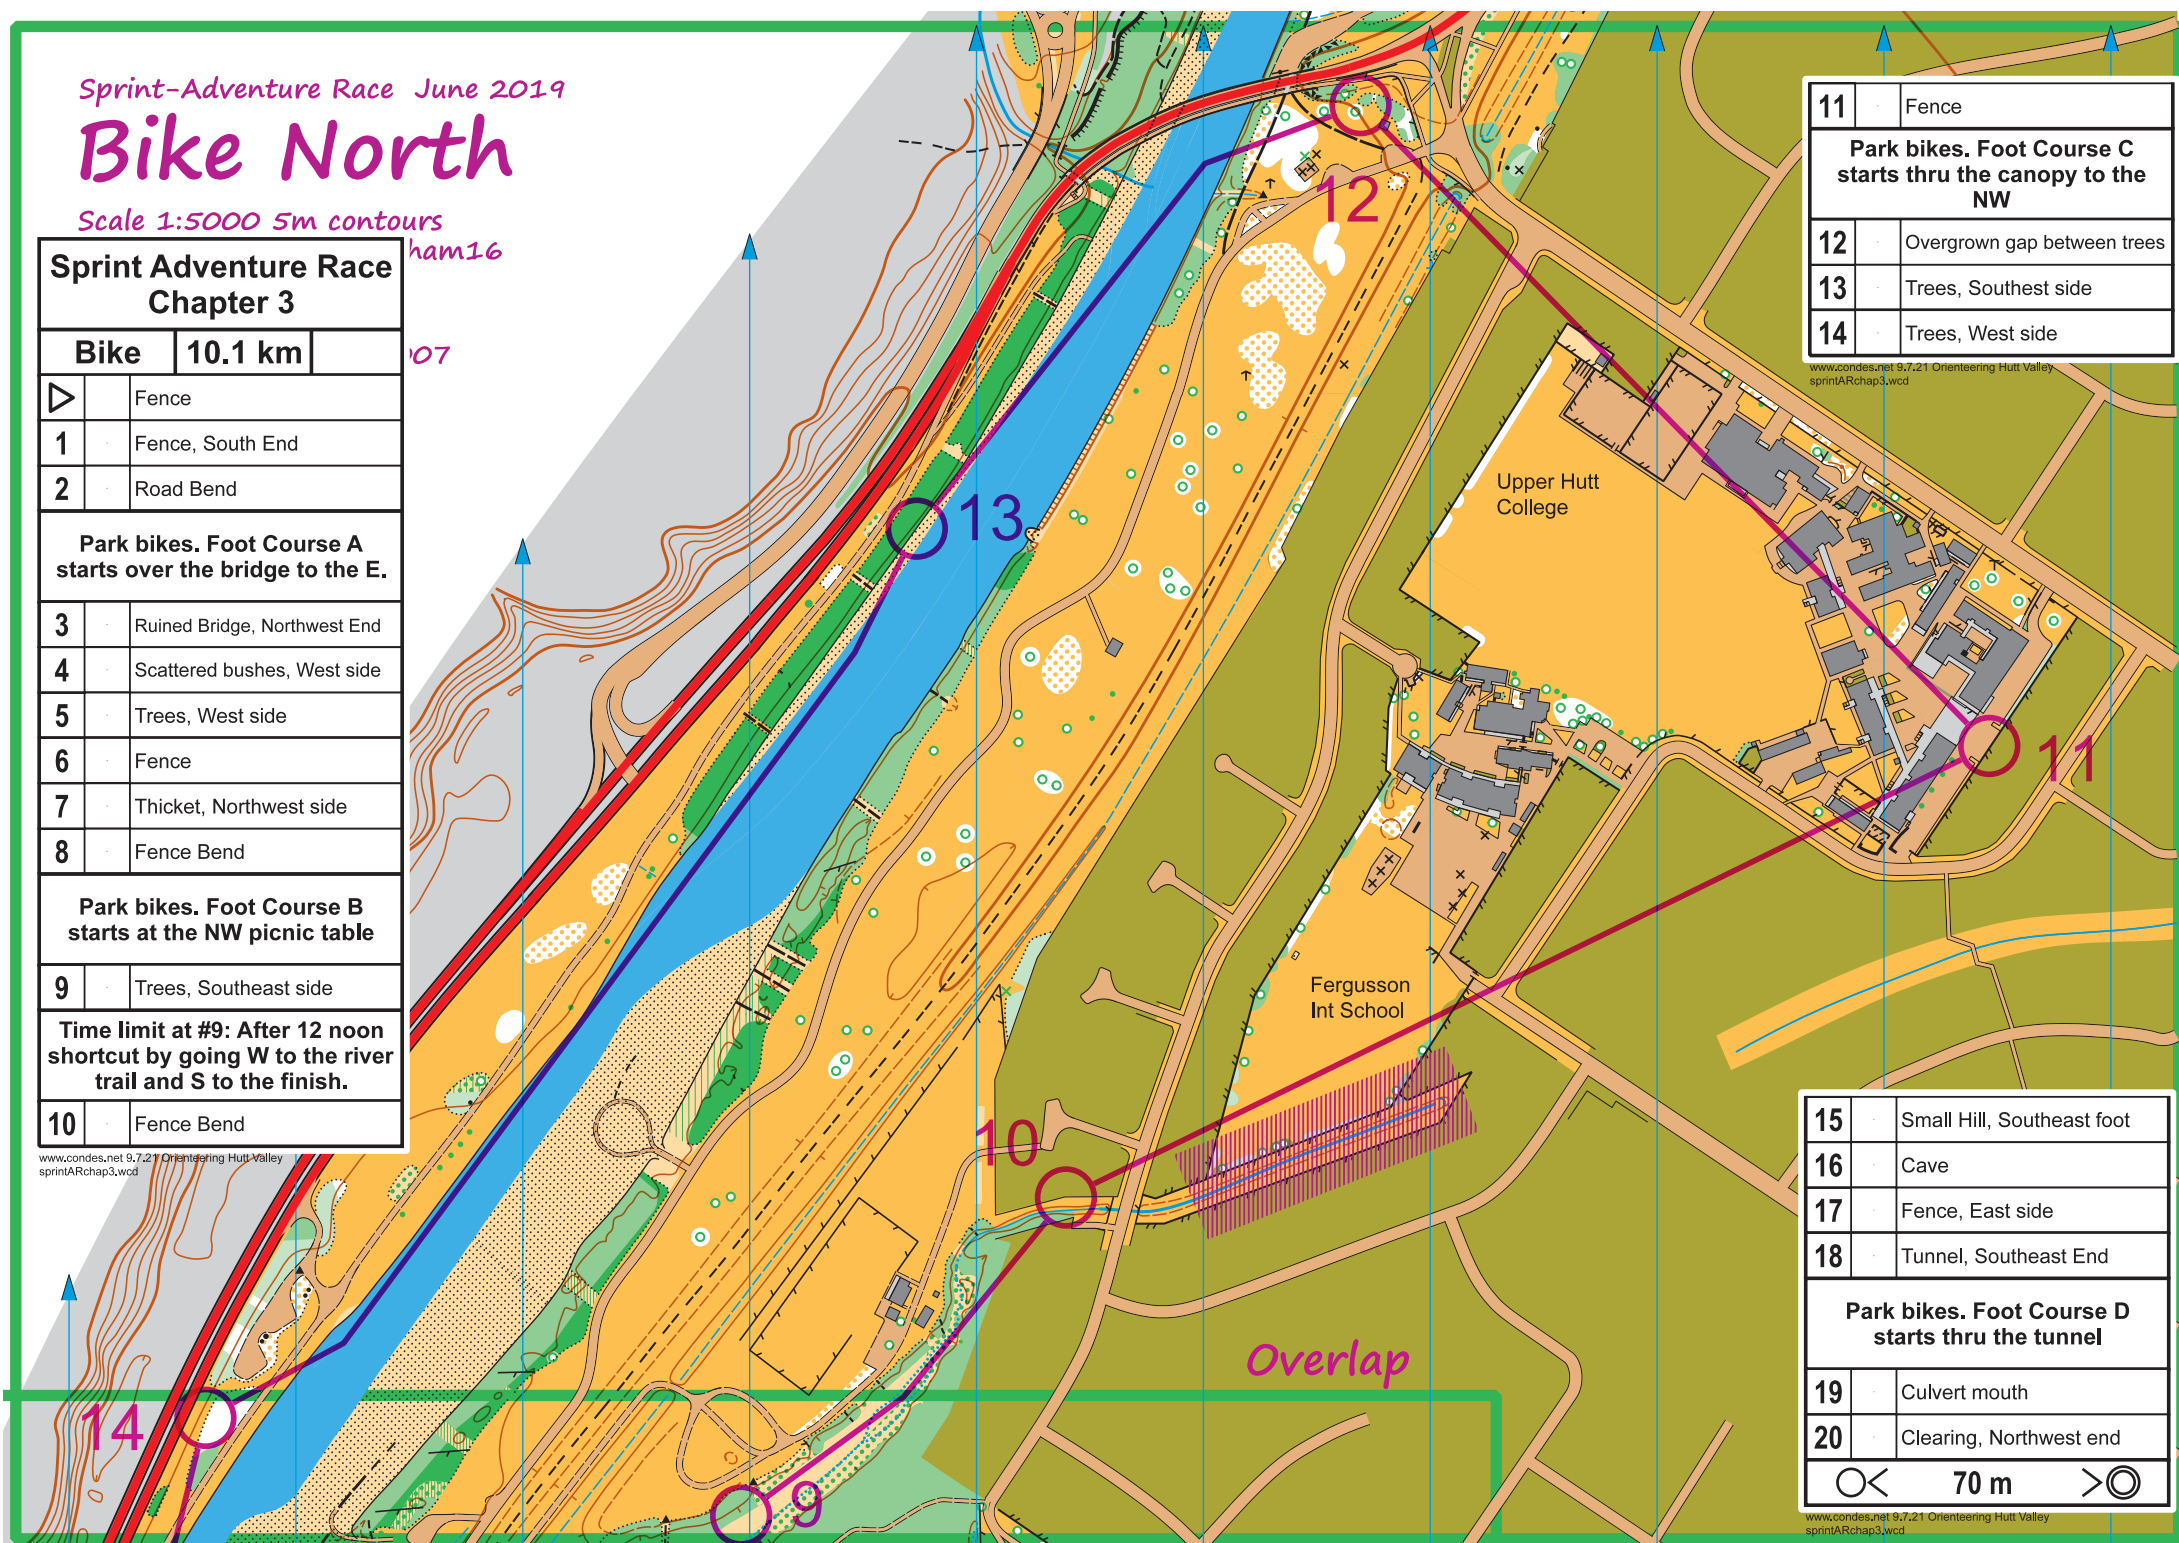 Sprint-Adventure Race June 2019
Bike North
Scale 1:5000 5m contours
ham16
007
Sprint Adventure Race
Chapter 3
Bike 10.1 km
Fence
1 Fence, South End
2 Road Bend
Park bikes. Foot Course A
starts over the bridge to the E.
3 Ruined Bridge, Northwest End
4 Scattered bushes, West side
5 Trees, West side
6 Fence
7 Thicket, Northwest side
8 Fence Bend
Park bikes. Foot Course B
starts at the NW picnic table
9 Trees, Southeast side
Time limit at #9: After 12 noon
shortcut by going W to the river
trail and S to the finish.
10 Fence Bend
www.condes.net 9.7.21 Orienteering Hutt Valley
sprintARchap3.wcd
11 Fence
Park bikes. Foot Course C
starts thru the canopy to the
NW
12 Overgrown gap between trees
13 Trees, Southest side
14 Trees, West side
www.condes.net 9.7.21 Orienteering Hutt Valley
sprintARchap3.wcd
12
13
Upper Hutt
College
11
Fergusson
Int School
10
Overlap
14
9
15 Small Hill, Southeast foot
16 Cave
17 Fence, East side
18 Tunnel, Southeast End
Park bikes. Foot Course D
starts thru the tunnel
19 Culvert mouth
20 Clearing, Northwest end
70 m
www.condes.net 9.7.21 Orienteering Hutt Valley
sprintARchap3.wcd